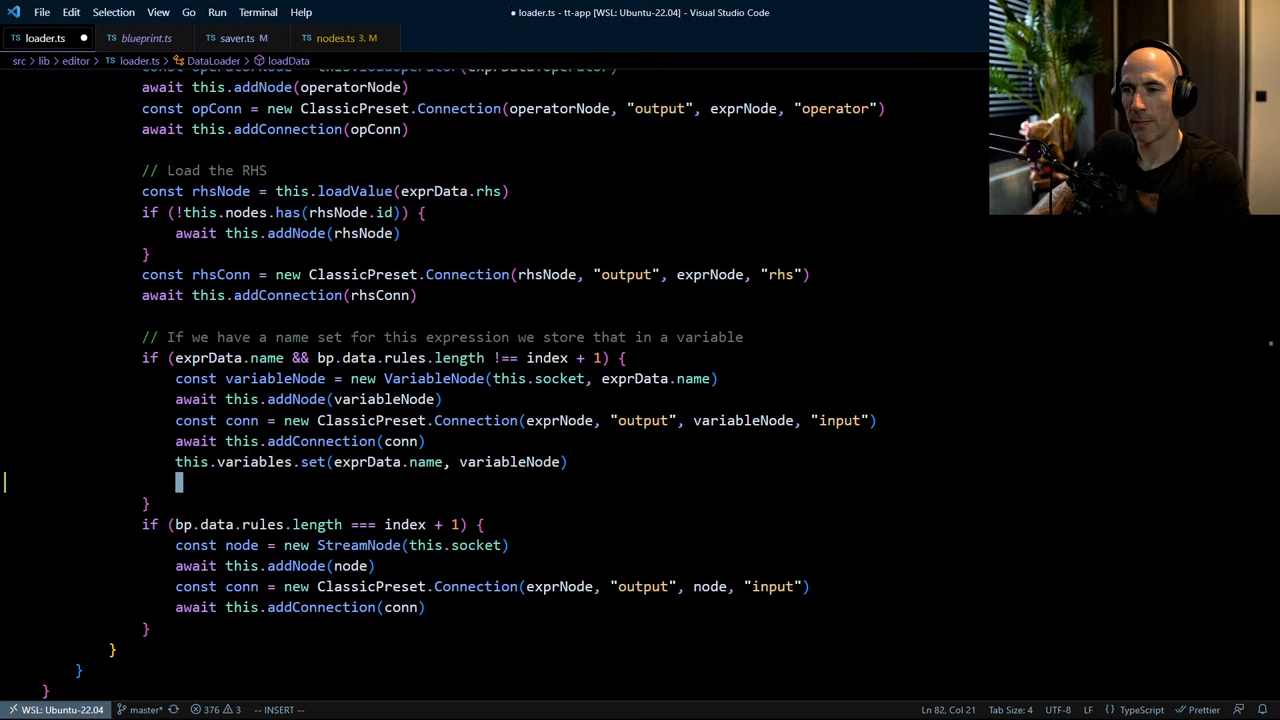 File Edit Selection View Go Run Terminal Help
● loader.ts - tt-app [WSL: Ubuntu-22.04] - Visual Studio Code
TS loader.ts ● TS blueprint.ts TS saver.ts M TS nodes.ts 3, M
src > lib > editor > TS loader.ts > DataLoader > loadData
const operatorNode = this.loadOperator(exprData.operator)
await this.addNode(operatorNode)
const opConn = new ClassicPreset.Connection(operatorNode, "output", exprNode, "operator")
await this.addConnection(opConn)
// Load the RHS
const rhsNode = this.loadValue(exprData.rhs)
if (!this.nodes.has(rhsNode.id)) {
await this.addNode(rhsNode)
}
const rhsConn = new ClassicPreset.Connection(rhsNode, "output", exprNode, "rhs")
await this.addConnection(rhsConn)
// If we have a name set for this expression we store that in a variable
if (exprData.name && bp.data.rules.length !== index + 1) {
const variableNode = new VariableNode(this.socket, exprData.name)
await this.addNode(variableNode)
const conn = new ClassicPreset.Connection(exprNode, "output", variableNode, "input")
await this.addConnection(conn)
this.variables.set(exprData.name, variableNode)
}
if (bp.data.rules.length === index + 1) {
const node = new StreamNode(this.socket)
await this.addNode(node)
const conn = new ClassicPreset.Connection(exprNode, "output", node, "input")
await this.addConnection(conn)
}
}
}
}
WSL: Ubuntu-22.04 master* 376 3 -- INSERT -- Ln 82, Col 21 Tab Size: 4 UTF-8 LF {} TypeScript Prettier